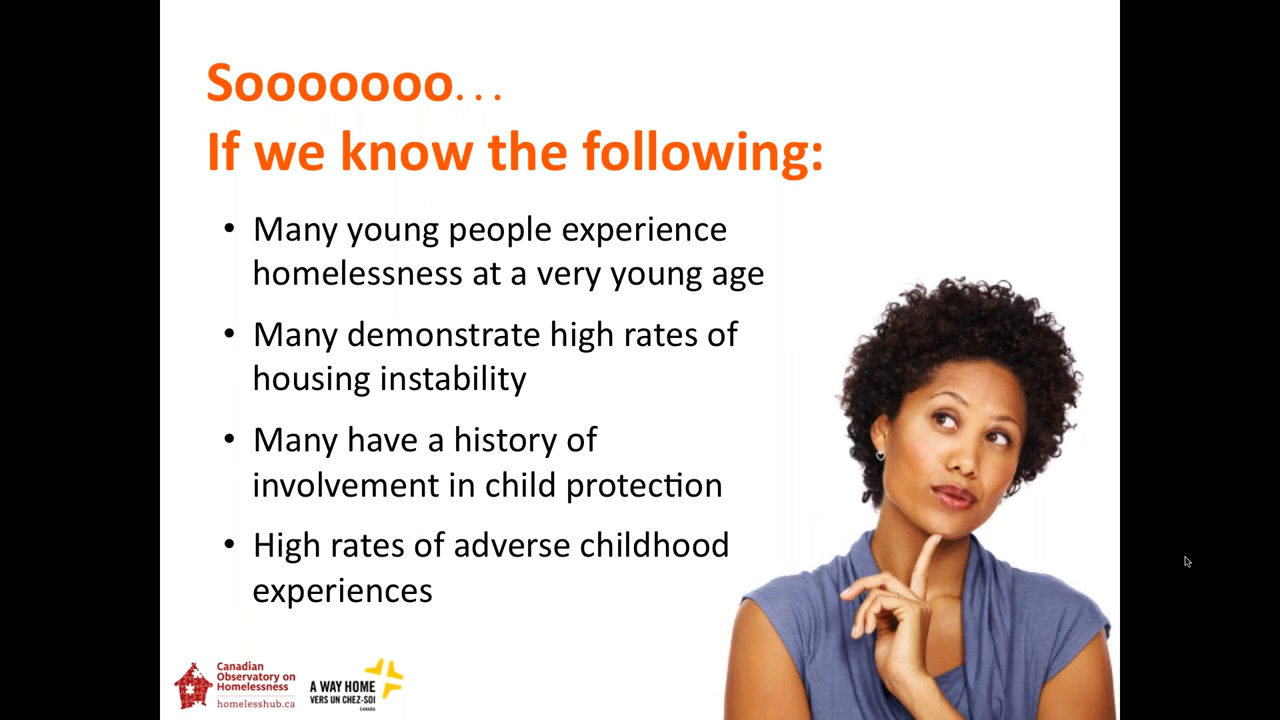 Sooooooo…
If we know the following:
• Many young people experience
homelessness at a very young age
• Many demonstrate high rates of
housing instability
• Many have a history of
involvement in child protection
• High rates of adverse childhood
experiences
Canadian
Observatory on
Homelessness
homelesshub.ca
A WAY HOME
VERS UN CHEZ-SOI
CANADA